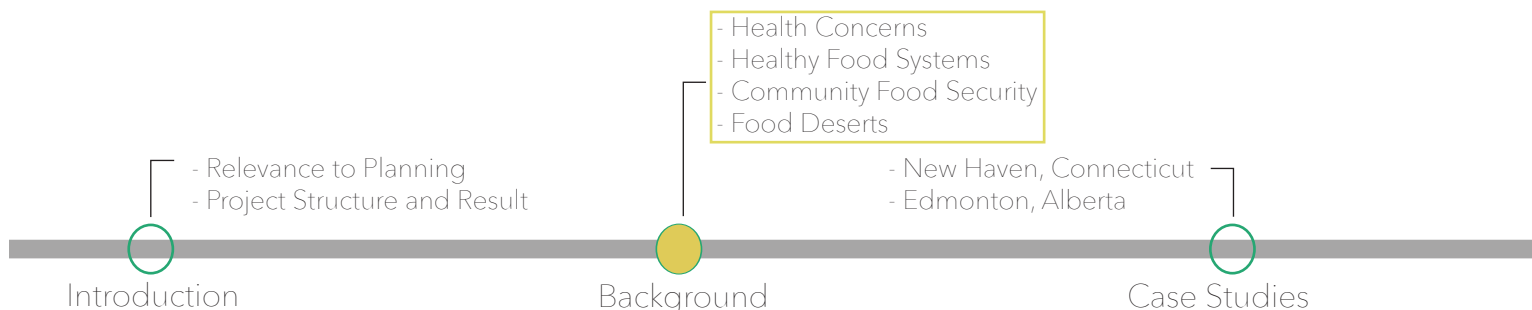 - Health Concerns
- Healthy Food Systems
- Community Food Security
- Food Deserts
- Relevance to Planning
- Project Structure and Result
- New Haven, Connecticut
- Edmonton, Alberta
Introduction
Background
Case Studies